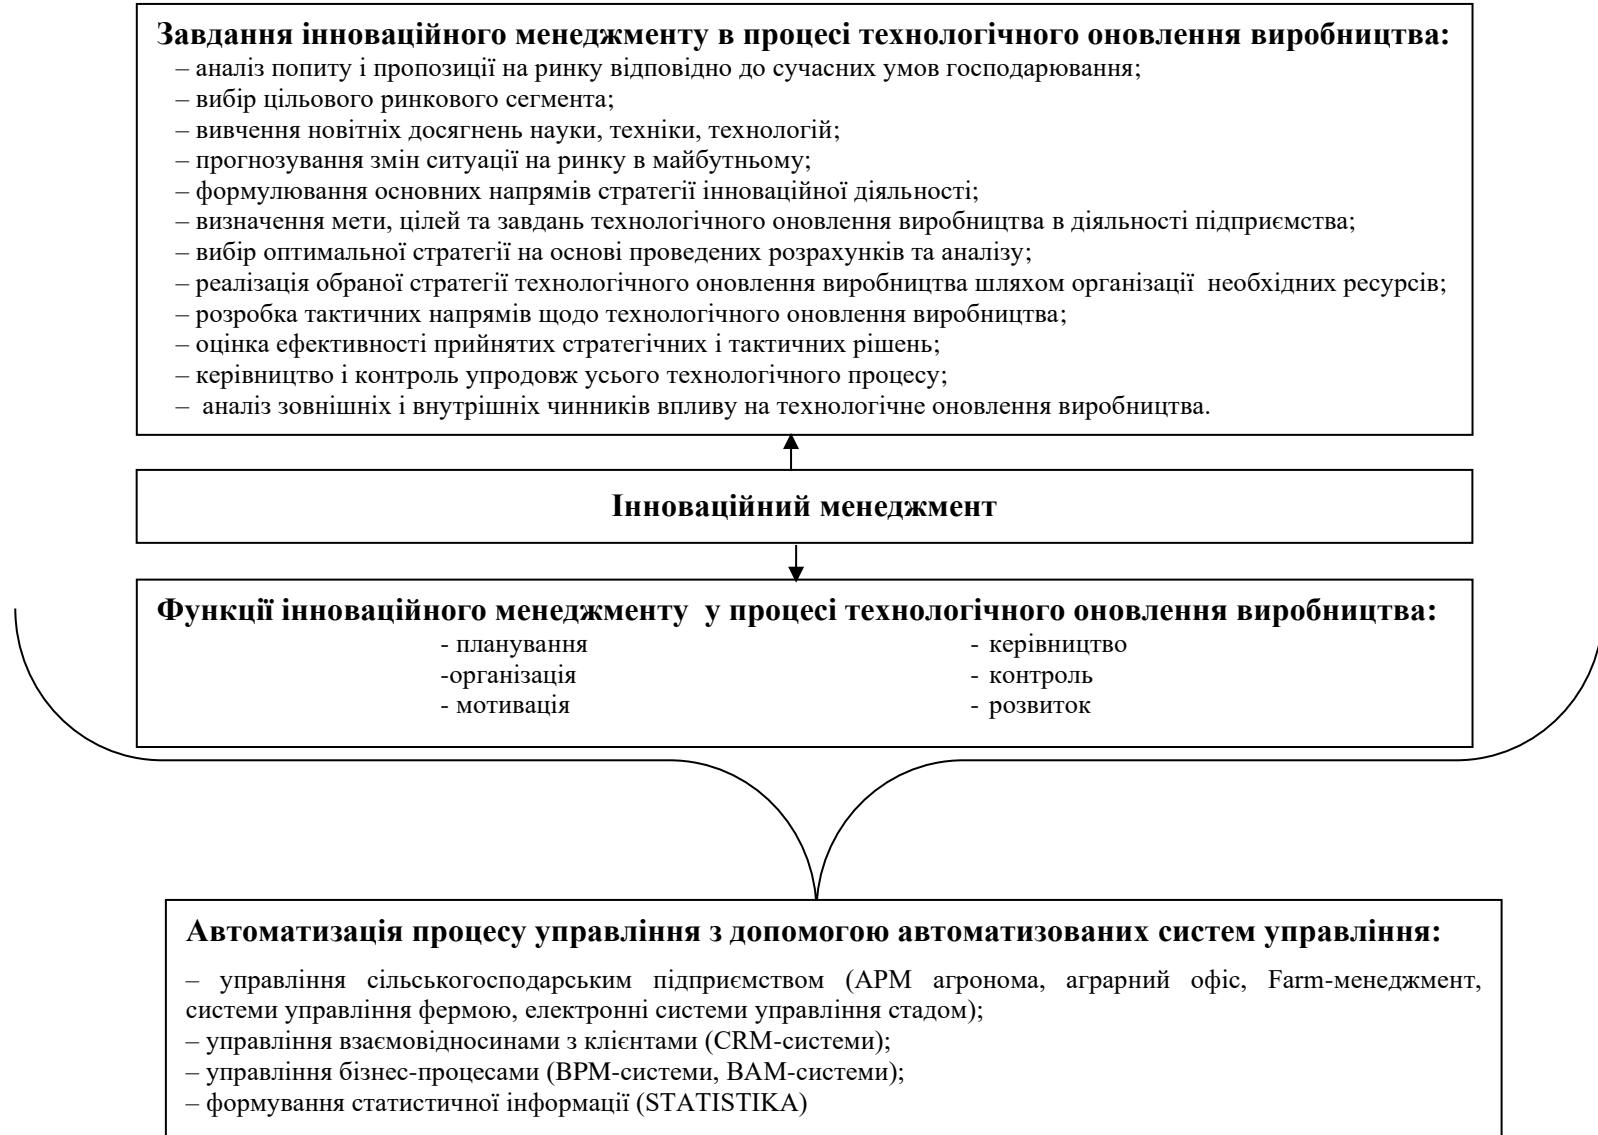 Завдання інноваційного менеджменту в процесі технологічного оновлення виробництва:
– аналіз попиту і пропозиції на ринку відповідно до сучасних умов господарювання;
– вибір цільового ринкового сегмента;
– вивчення новітніх досягнень науки, техніки, технологій;
– прогнозування змін ситуації на ринку в майбутньому;
– формулювання основних напрямів стратегії інноваційної діяльності;
– визначення мети, цілей та завдань технологічного оновлення виробництва в діяльності підприємства;
– вибір оптимальної стратегії на основі проведених розрахунків та аналізу;
– реалізація обраної стратегії технологічного оновлення виробництва шляхом організації необхідних ресурсів;
– розробка тактичних напрямів щодо технологічного оновлення виробництва;
– оцінка ефективності прийнятих стратегічних і тактичних рішень;
– керівництво і контроль упродовж усього технологічного процесу;
– аналіз зовнішніх і внутрішніх чинників впливу на технологічне оновлення виробництва.
Інноваційний менеджмент
Функції інноваційного менеджменту у процесі технологічного оновлення виробництва:
- планування
-організація
- мотивація
- керівництво
- контроль
- розвиток
Автоматизація процесу управління з допомогою автоматизованих систем управління:
– управління сільськогосподарським підприємством (АРМ агронома, аграрний офіс, Farm-менеджмент,
системи управління фермою, електронні системи управління стадом);
– управління взаємовідносинами з клієнтами (CRM-системи);
– управління бізнес-процесами (BPM-системи, BAM-системи);
– формування статистичної інформації (STATISTIKA)